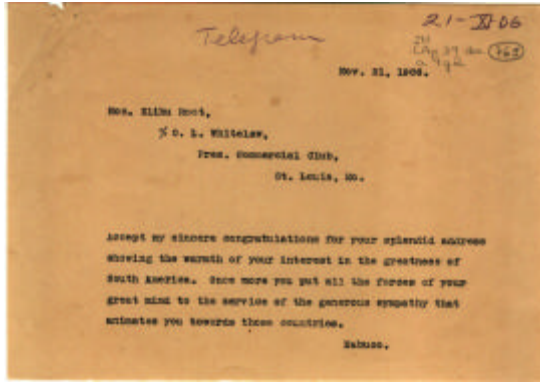 Telegram
21-XI-06
769
Nov. 21, 1906.
Hon. Elihu Root,
% O. L. Whitelaw,
Pres. Commercial Club,
St. Louis, Mo.
Accept my sincere congratulations for your splendid address
showing the warmth of your interest in the greatness of
South America. Once more you put all the forces of your
great mind to the service of the generous sympathy that
animates you towards those countries.
Nabuco.